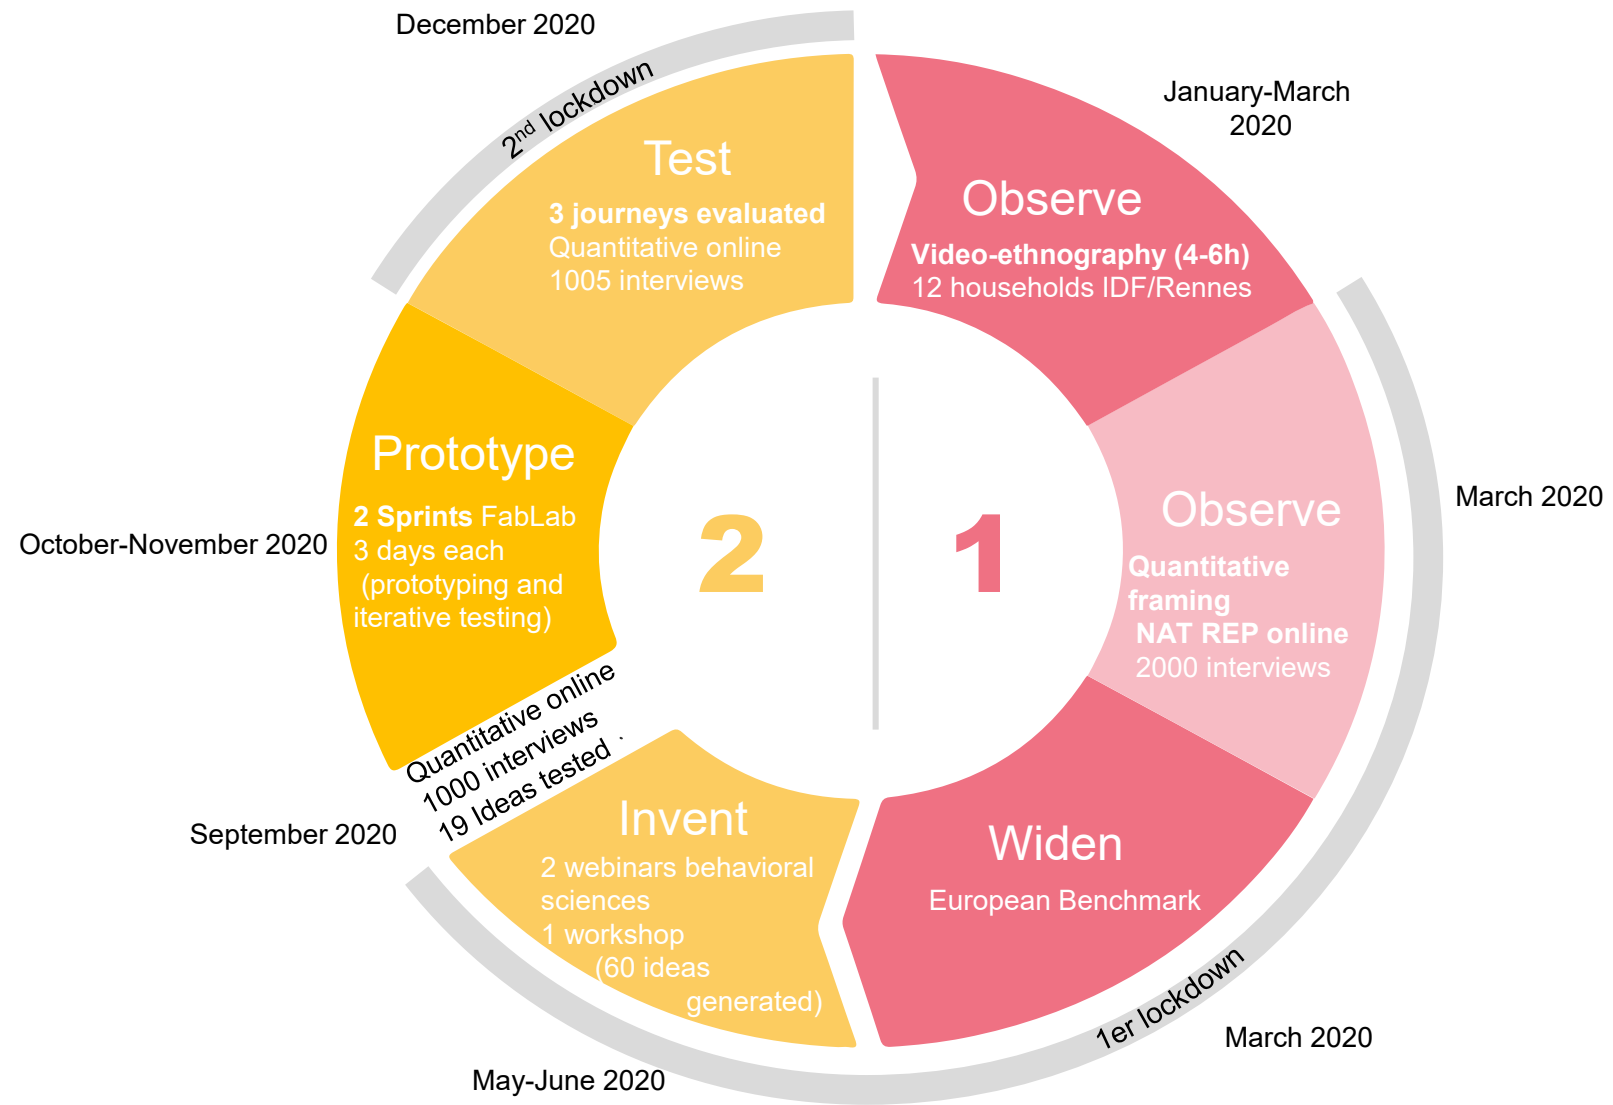 December 2020
2nd lockdown
January-March
2020
Test
3 journeys evaluated
Quantitative online
1005 interviews
Observe
Video-ethnography (4-6h)
12 households IDF/Rennes
March 2020
Observe
Quantitative
framing
NAT REP online
2000 interviews
Prototype
2 Sprints FabLab
3 days each
(prototyping and
iterative testing)
October-November 2020
2
1
Quantitative online
1000 interviews
19 Ideas tested .
September 2020
Invent
2 webinars behavioral
sciences
1 workshop
(60 ideas
generated)
Widen
European Benchmark
1er lockdown
March 2020
May-June 2020